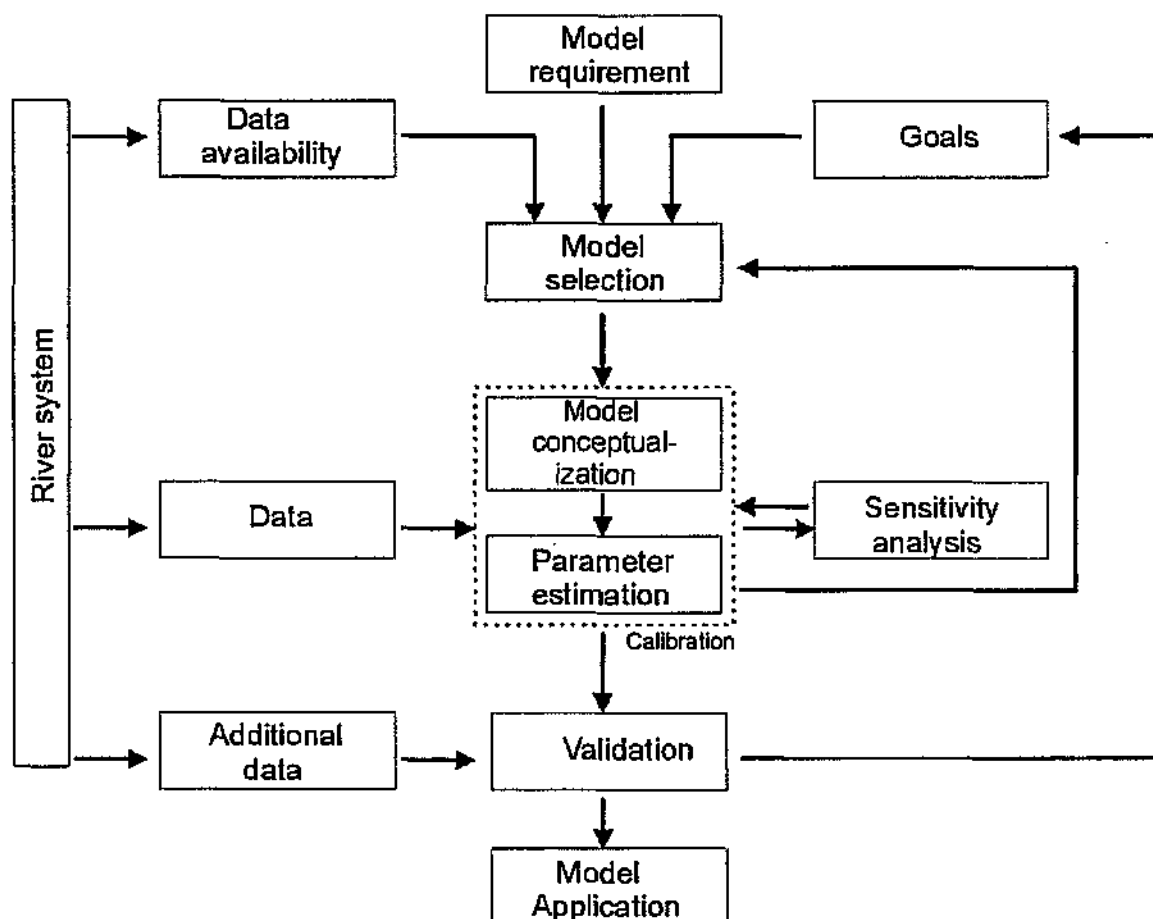 Model
requirement
Data
availability
Goals
Model
selection
River system
Model
conceptual-
ization
Data
Sensitivity
analysis
Parameter
estimation
Calibration
Additional
data
Validation
Model
Application